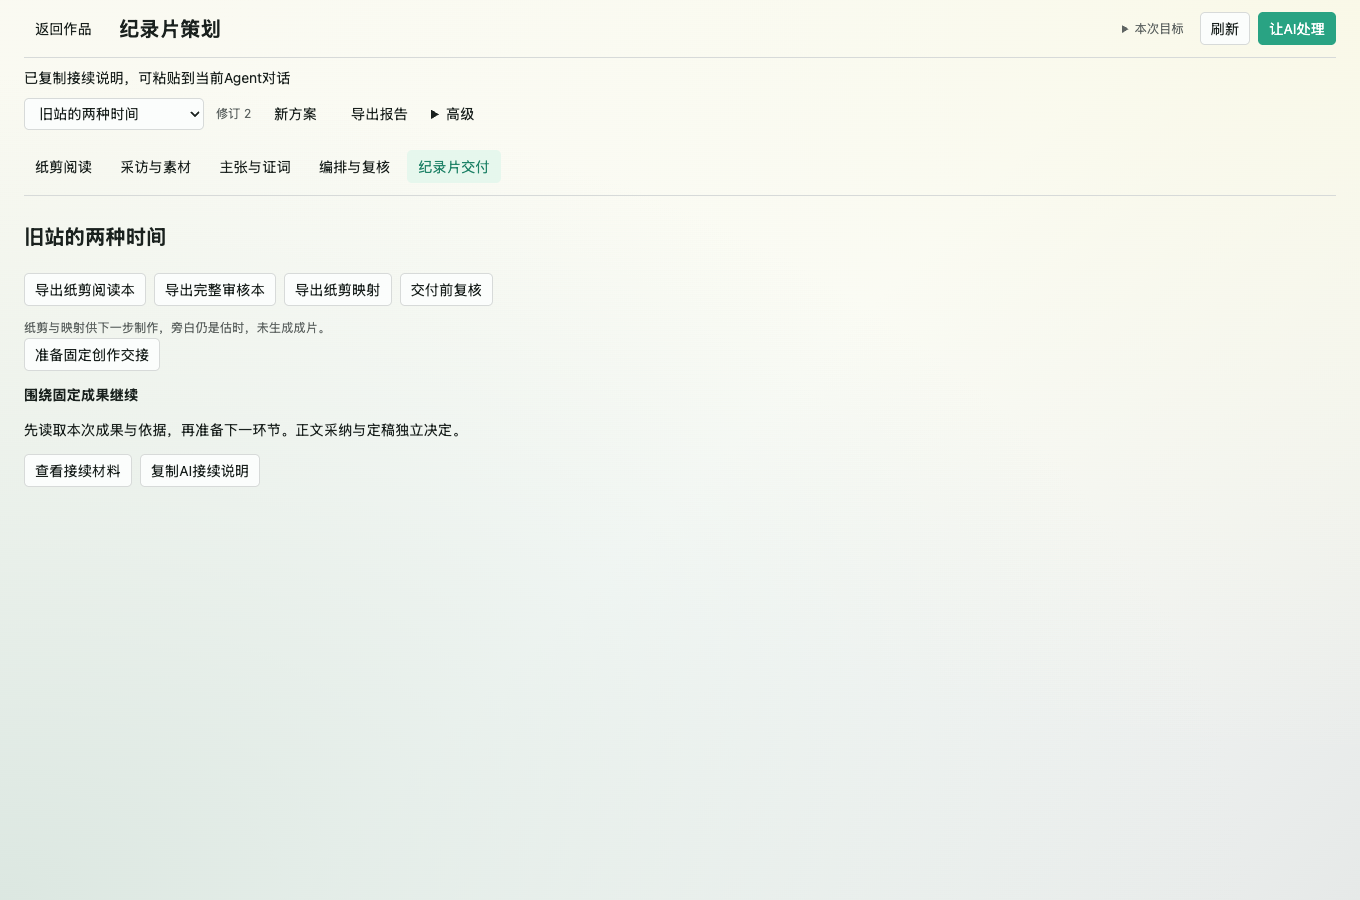 返回作品 纪录片策划 本次目标 刷新 让AI处理
已复制接续说明，可粘贴到当前Agent对话
旧站的两种时间 修订 2 新方案 导出报告 高级
纸剪阅读 采访与素材 主张与证词 编排与复核 纪录片交付
旧站的两种时间
导出纸剪阅读本 导出完整审核本 导出纸剪映射 交付前复核
纸剪与映射供下一步制作，旁白仍是估时，未生成成片。
准备固定创作交接
围绕固定成果继续
先读取本次成果与依据，再准备下一环节。正文采纳与定稿独立决定。
查看接续材料 复制AI接续说明